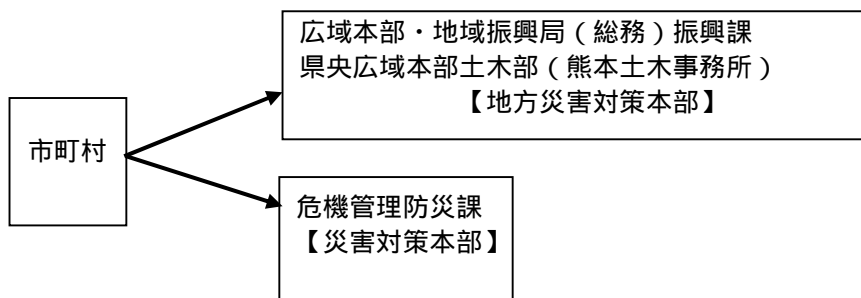 広域本部・地域振興局（総務）振興課
県央広域本部土木部（熊本土木事務所）
【地方災害対策本部】
市町村
危機管理防災課
【災害対策本部】